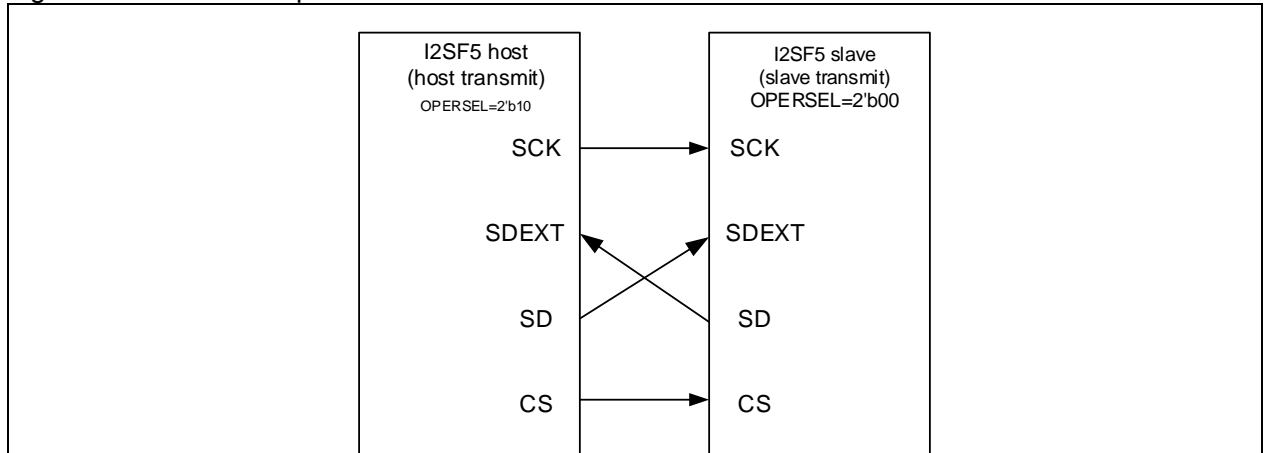 I2SF5 host
(host transmit)
OPERSEL=2'b10
I2SF5 slave
(slave transmit)
OPERSEL=2'b00
SCK
SCK
SDEXT
SDEXT
SD
SD
CS
CS